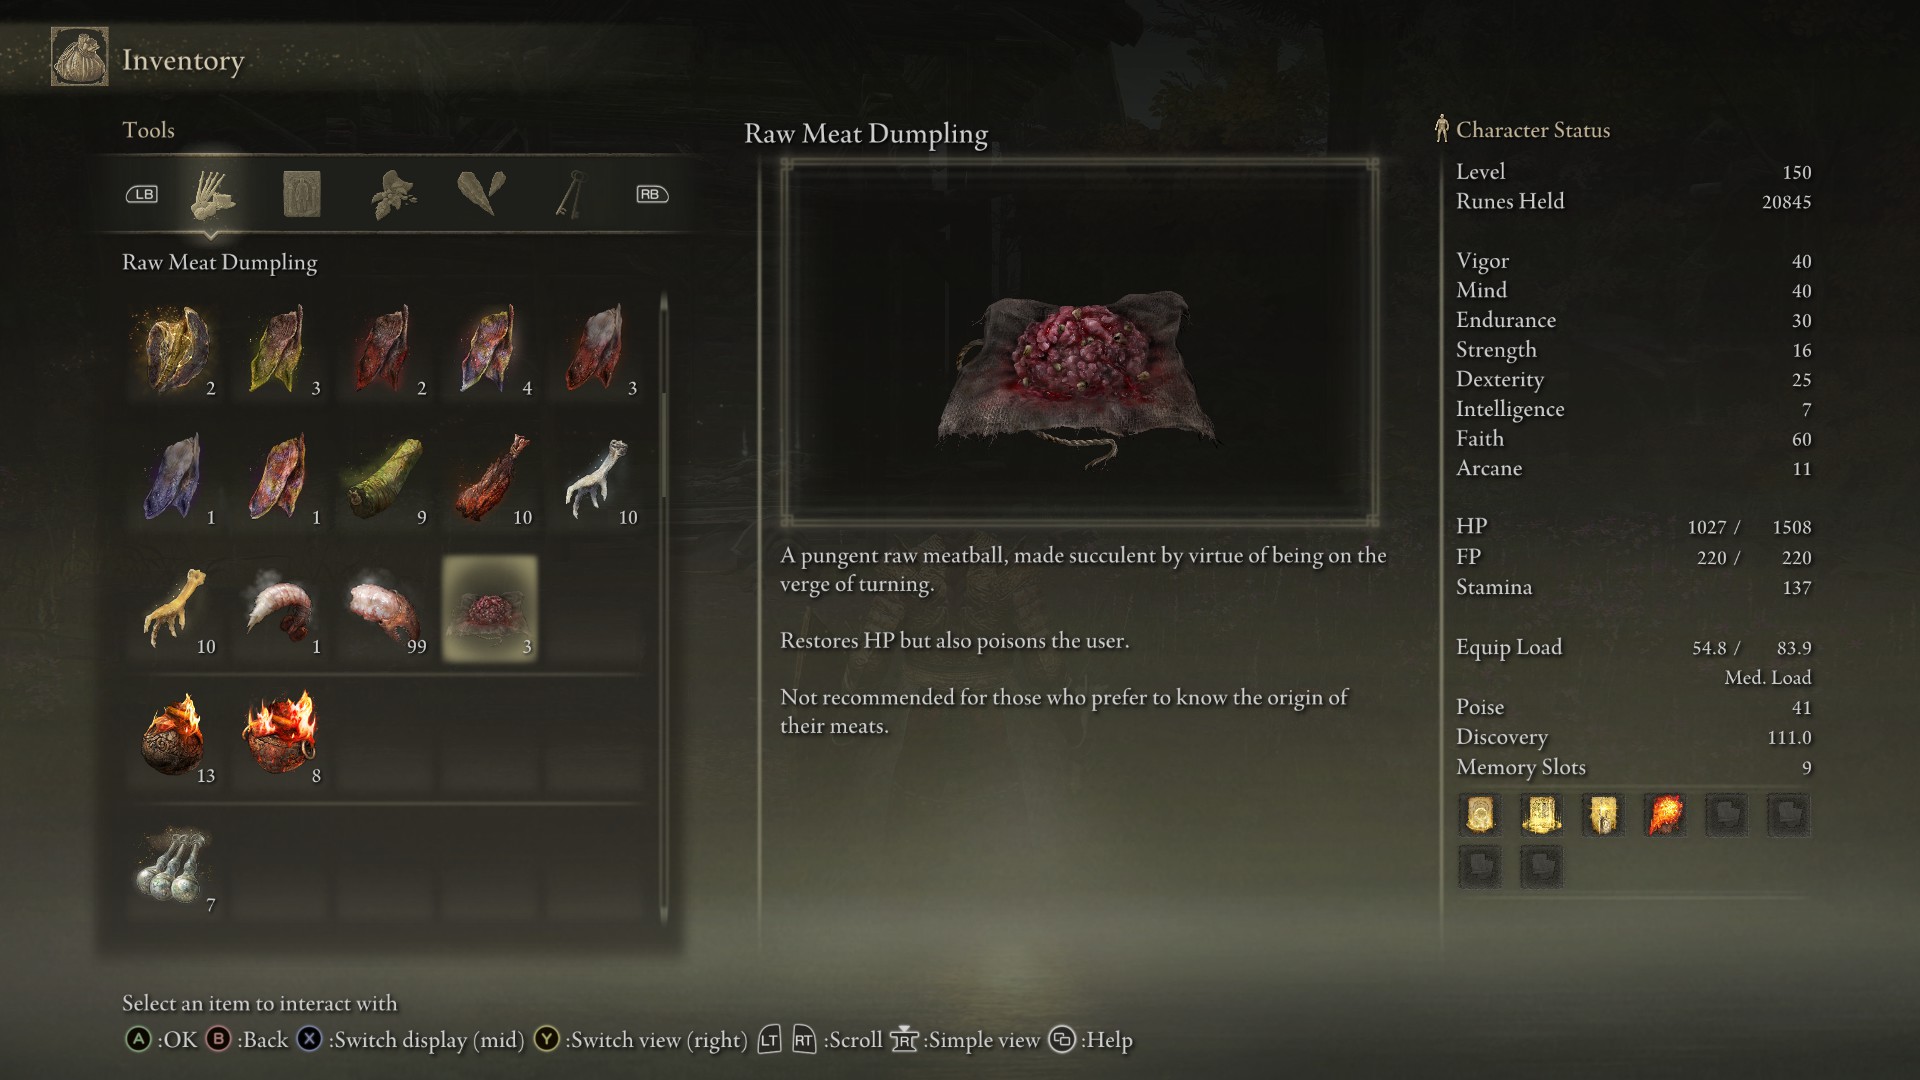 Inventory
Tools
LB
RB
Raw Meat Dumpling
2
3
2
4
3
1
1
9
10
10
10
1
99
3
13
8
7
Raw Meat Dumpling
A pungent raw meatball, made succulent by virtue of being on the
verge of turning.
Restores HP but also poisons the user.
Not recommended for those who prefer to know the origin of
their meats.
Character Status
Level 150
Runes Held 20845
Vigor 40
Mind 40
Endurance 30
Strength 16
Dexterity 25
Intelligence 7
Faith 60
Arcane 11
HP 1027 / 1508
FP 220 / 220
Stamina 137
Equip Load 54.8 / 83.9
Med. Load
Poise 41
Discovery 111.0
Memory Slots 9
Select an item to interact with
A :OK B :Back X :Switch display (mid) Y :Switch view (right) LT RT :Scroll R :Simple view :Help